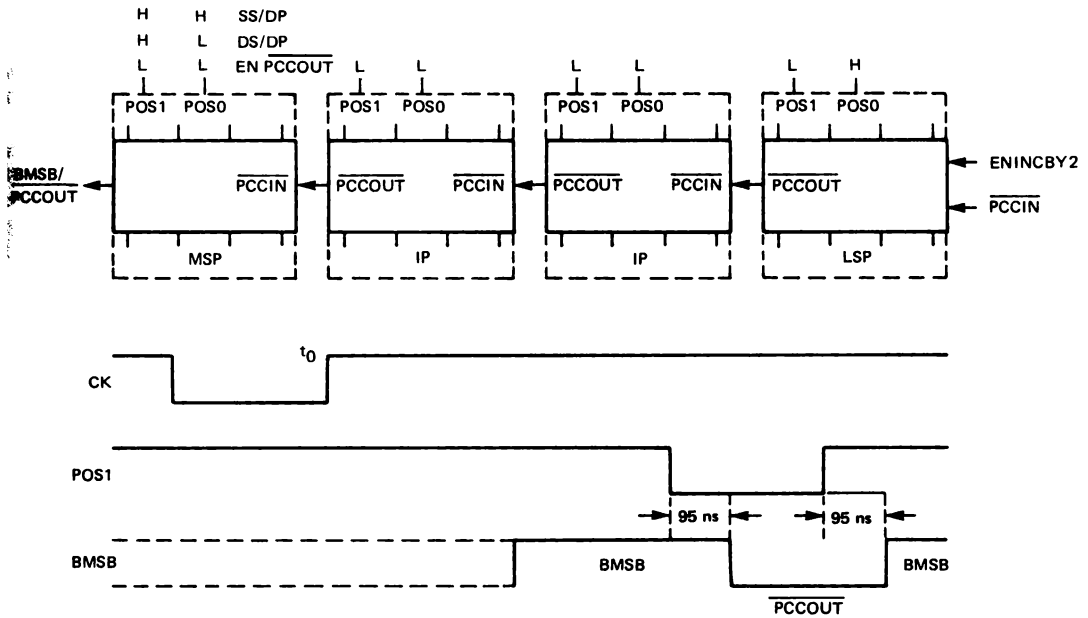 H H SS/DP
H L DS/DP
L L EN PCCOUT L L L L L H
POS1 POS0 POS1 POS0 POS1 POS0 POS1 POS0
BMSB/
PCCOUT
PCCIN PCCOUT PCCIN PCCOUT PCCIN PCCOUT
ENINCBY2
PCCIN
MSP IP IP LSP
t0
CK
POS1
95 ns 95 ns
BMSB BMSB BMSB
PCCOUT